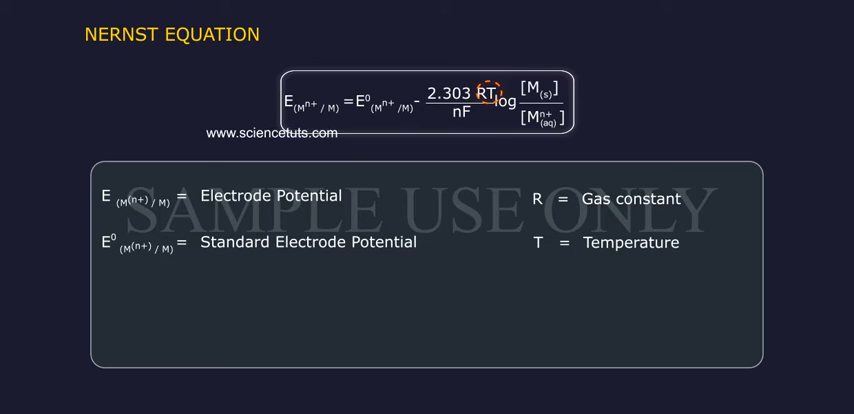 NERNST EQUATION
E(Mⁿ⁺ / M) = E⁰(Mⁿ⁺ / M) - 2.303 RT / nF log [M(s)] / [Mⁿ⁺(aq)]
www.sciencetuts.com
SAMPLE USE ONLY
E (M⁽ⁿ⁺⁾ / M) = Electrode Potential
R = Gas constant
E⁰ (M⁽ⁿ⁺⁾ / M) = Standard Electrode Potential
T = Temperature